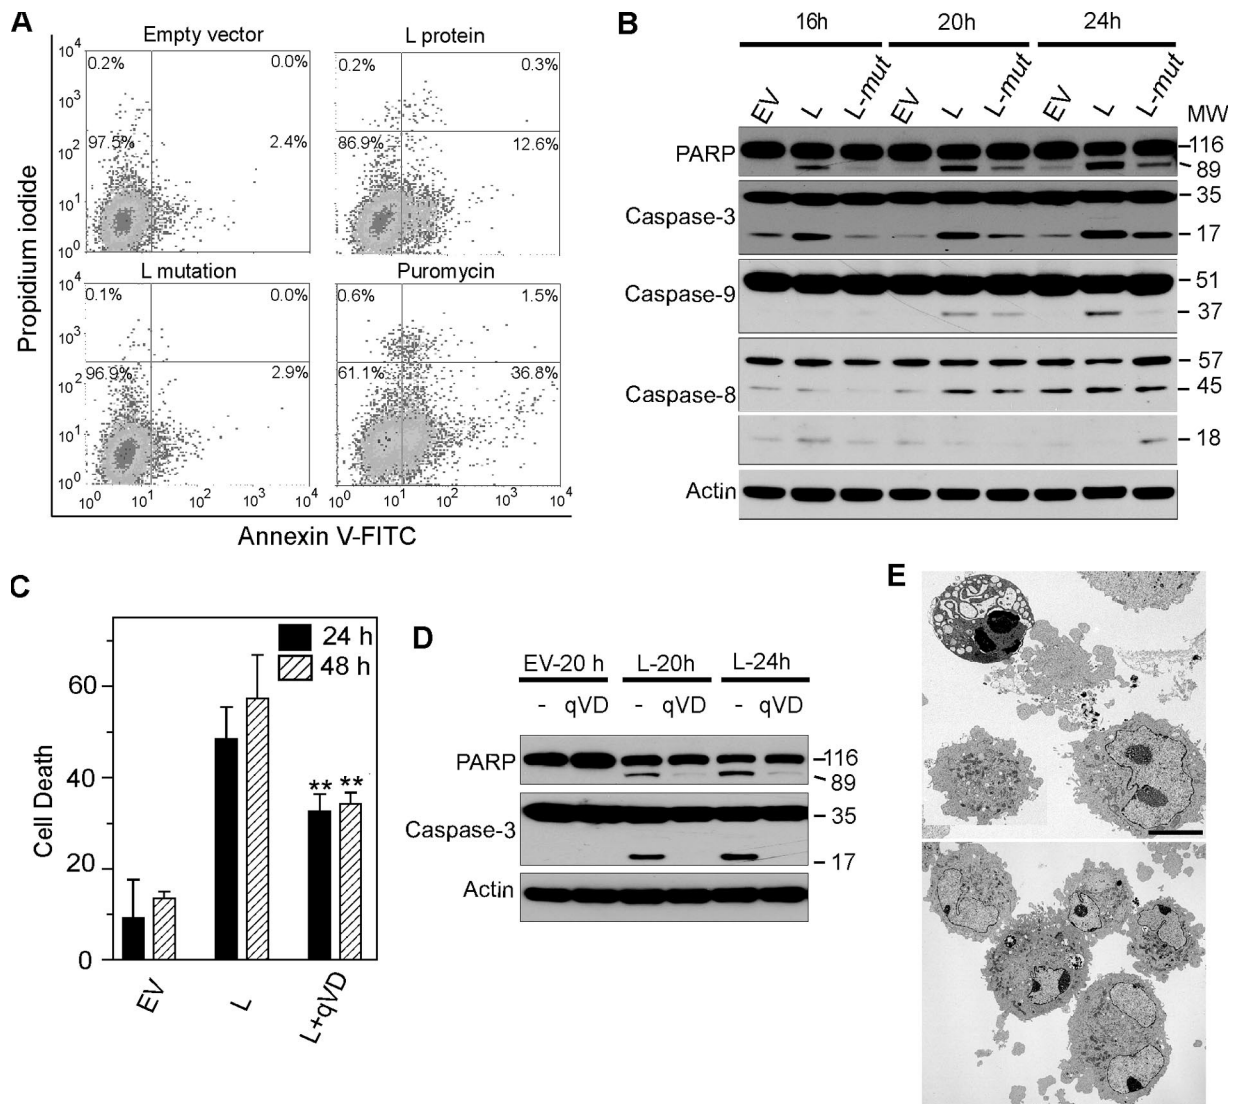 A
Empty vector
L protein
10^4
10^3
10^2
10^1
10^0
0.2%
0.0%
97.5%
2.4%
0.2%
0.3%
86.9%
12.6%
L mutation
Puromycin
10^4
10^3
10^2
10^1
10^0
0.1%
0.0%
96.9%
2.9%
0.6%
1.5%
61.1%
36.8%
10^0 10^1 10^2 10^3 10^4
10^0 10^1 10^2 10^3 10^4
Propidium iodide
Annexin V-FITC
B
16h 20h 24h
EV L L-mut EV L L-mut EV L L-mut
MW
PARP
116
89
Caspase-3
35
17
Caspase-9
51
37
Caspase-8
57
45
18
Actin
C
24 h
48 h
Cell Death
60
40
20
0
** **
EV
L
L+qVD
D
EV-20 h L-20h L-24h
- qVD - qVD - qVD
PARP
116
89
Caspase-3
35
17
Actin
E